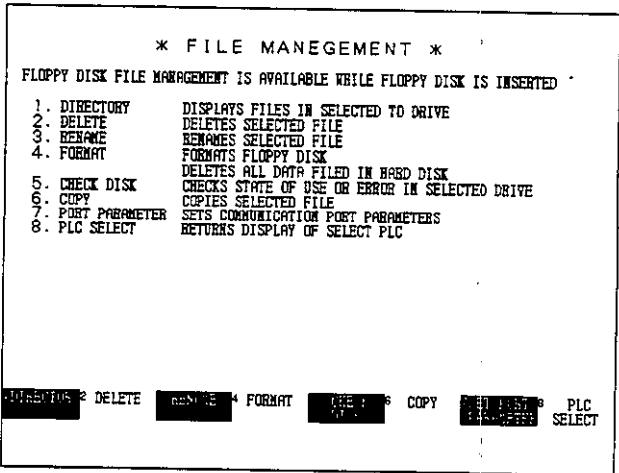 * FILE MANEGEMENT *
FLOPPY DISK FILE MANAGEMENT IS AVAILABLE WHILE FLOPPY DISK IS INSERTED
1. DIRECTORY DISPLAYS FILES IN SELECTED TO DRIVE
2. DELETE DELETES SELECTED FILE
3. RENAME RENAMES SELECTED FILE
4. FORMAT FORMATS FLOPPY DISK
DELETES ALL DATA FILED IN HARD DISK
5. CHECK DISK CHECKS STATE OF USE OR ERROR IN SELECTED DRIVE
6. COPY COPIES SELECTED FILE
7. PORT PARAMETER SETS COMMUNICATION PORT PARAMETERS
8. PLC SELECT RETURNS DISPLAY OF SELECT PLC
2 DELETE RENAME 4 FORMAT 6 COPY 8 PLC
SELECT